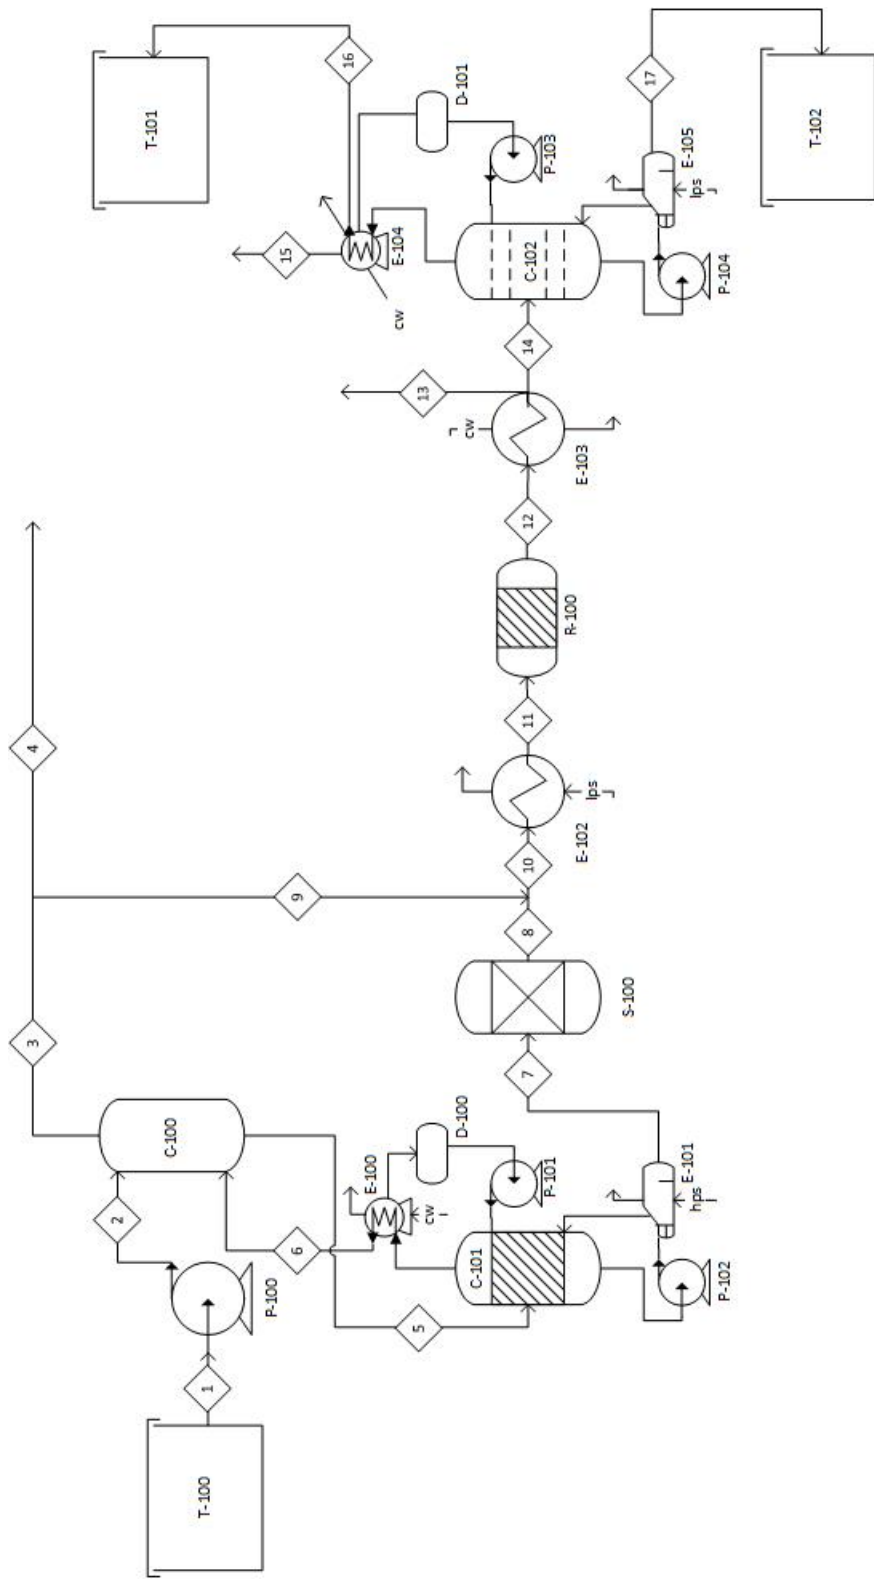 T-100
1
P-100
2
C-100
3
4
5
6
E-100
cw
D-100
P-101
C-101
P-102
E-101
hps
7
S-100
8
9
10
E-102
lps
11
R-100
12
E-103
cw
13
14
C-102
E-104
cw
15
16
T-101
D-101
P-103
P-104
E-105
lps
17
T-102